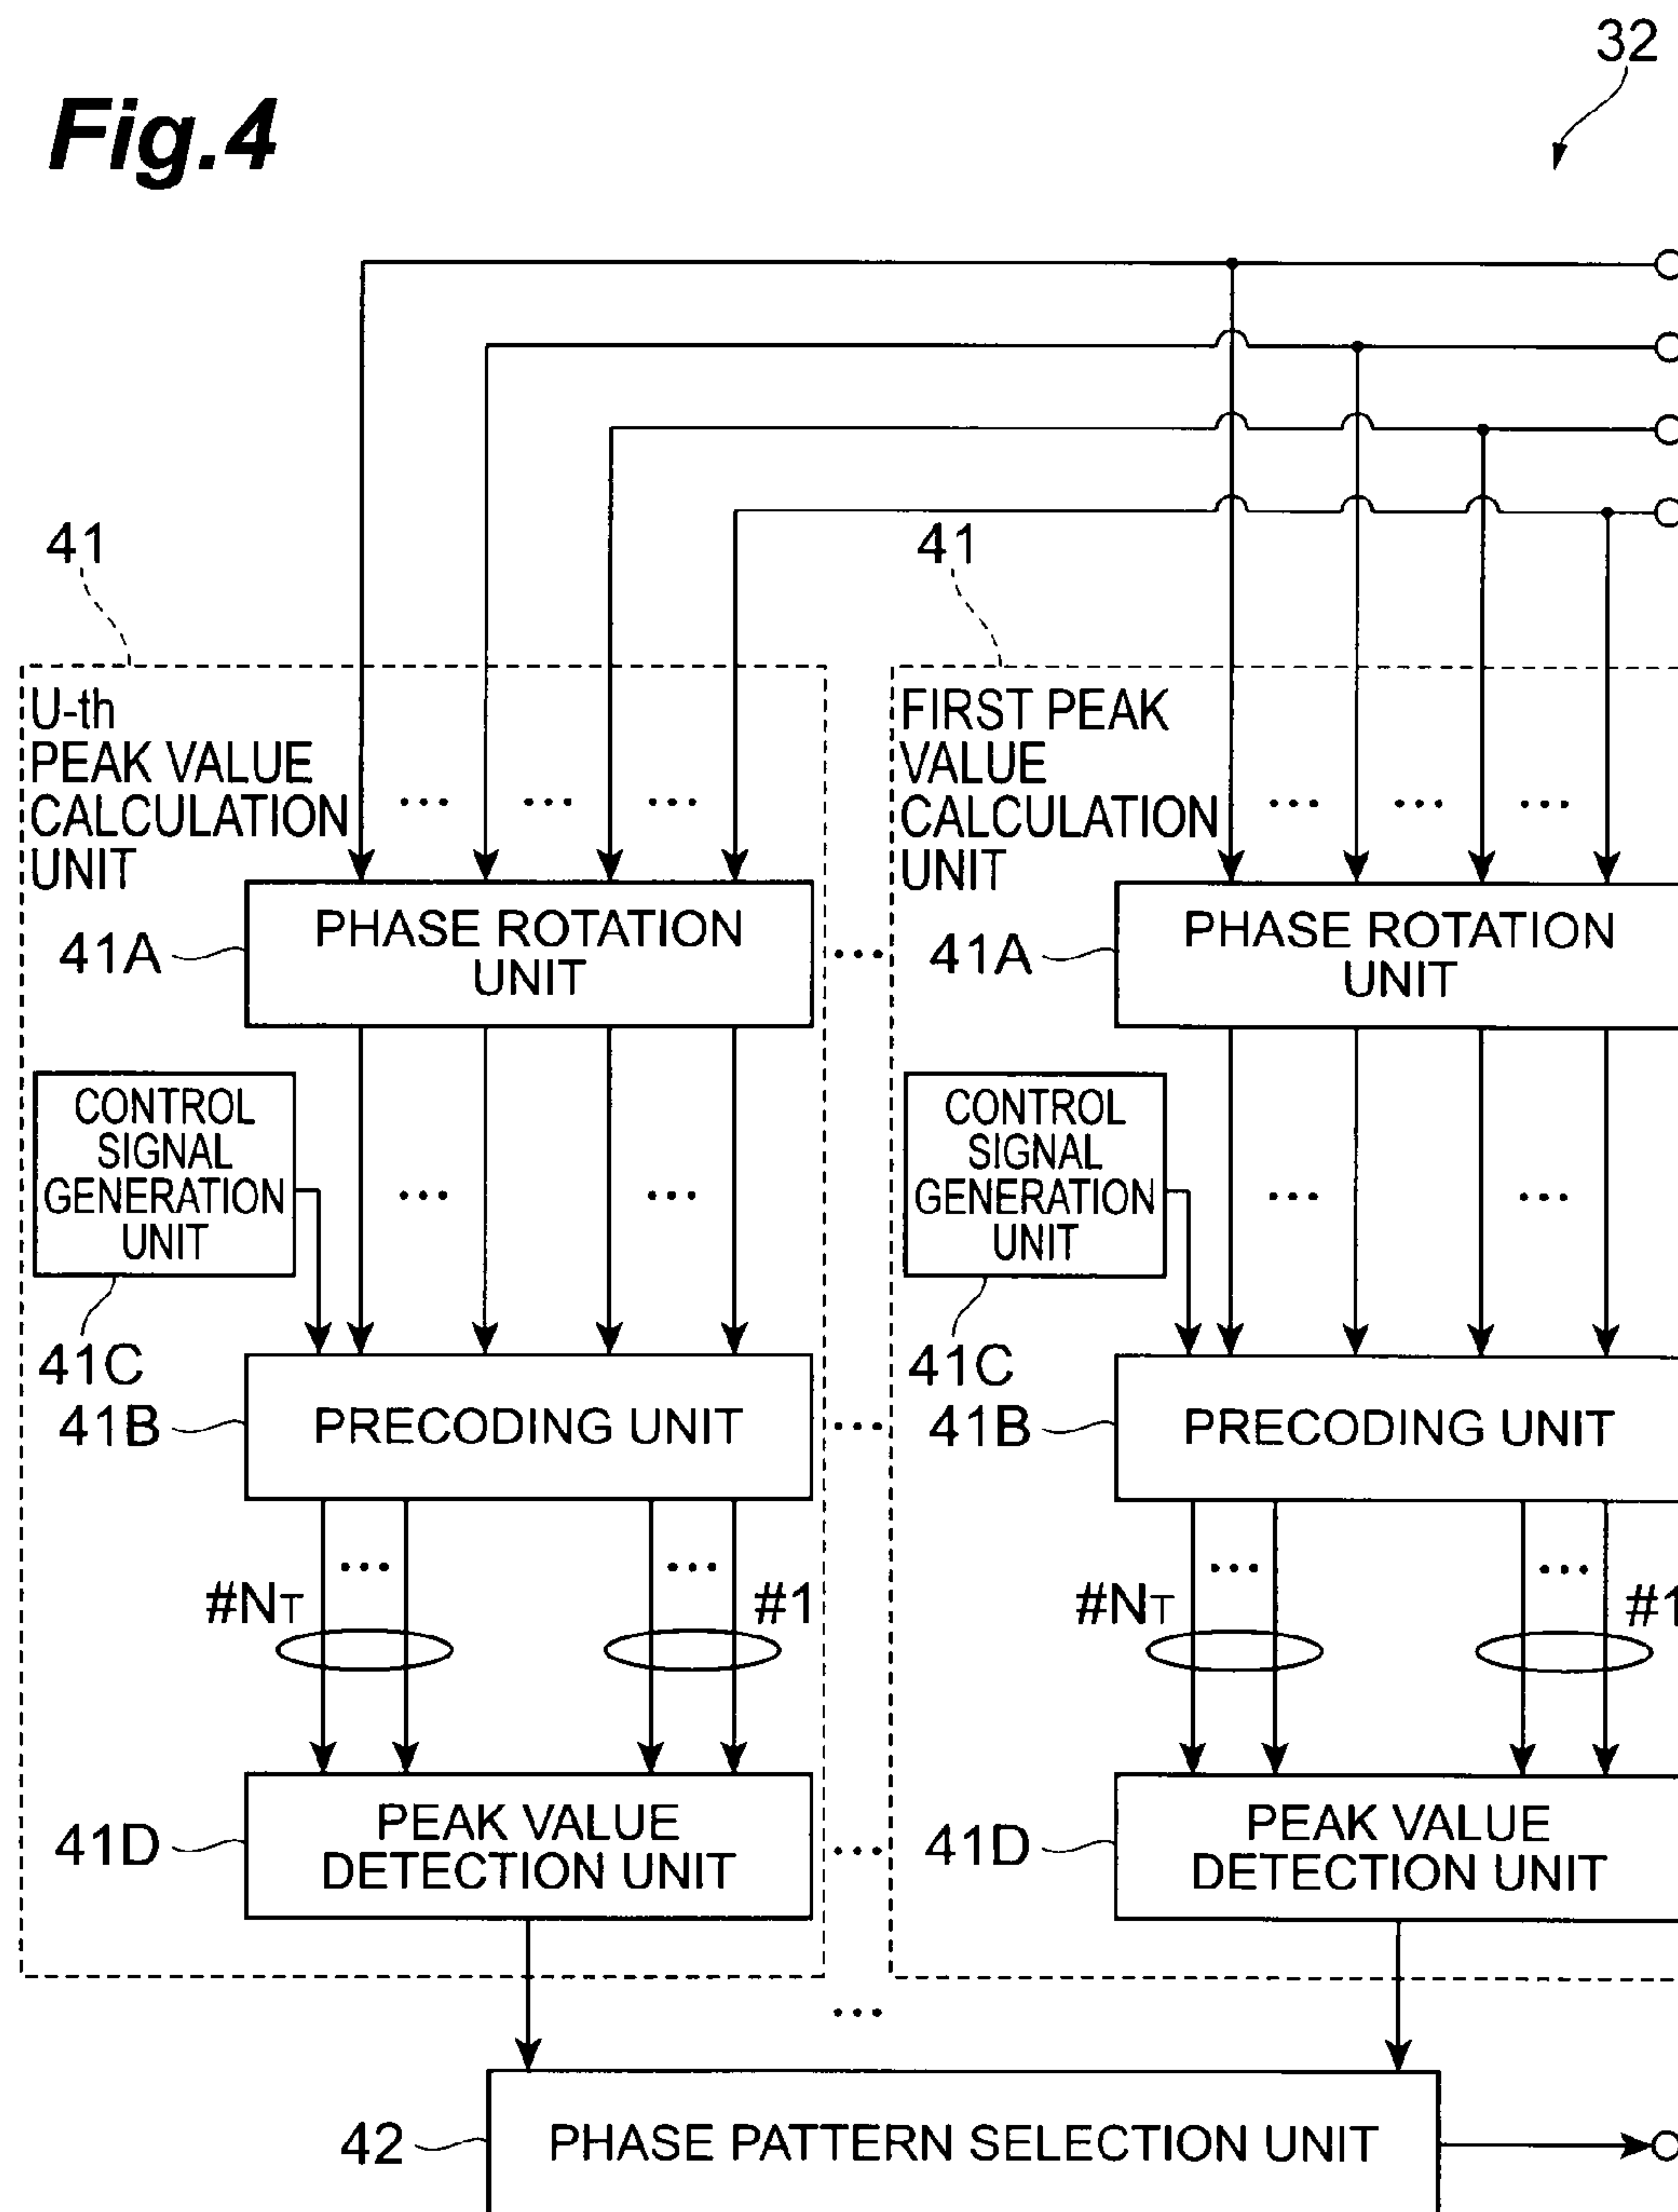 Fig.4
32
41
41
U-th
PEAK VALUE
CALCULATION
UNIT
...
...
...
FIRST PEAK
VALUE
CALCULATION
UNIT
...
...
...
PHASE ROTATION
UNIT
41A
...
PHASE ROTATION
UNIT
41A
CONTROL
SIGNAL
GENERATION
UNIT
...
...
CONTROL
SIGNAL
GENERATION
UNIT
...
...
41C
41B
PRECODING UNIT
...
41C
41B
PRECODING UNIT
...
...
#NT
#1
...
...
#NT
#1
41D
PEAK VALUE
DETECTION UNIT
...
41D
PEAK VALUE
DETECTION UNIT
...
42
PHASE PATTERN SELECTION UNIT